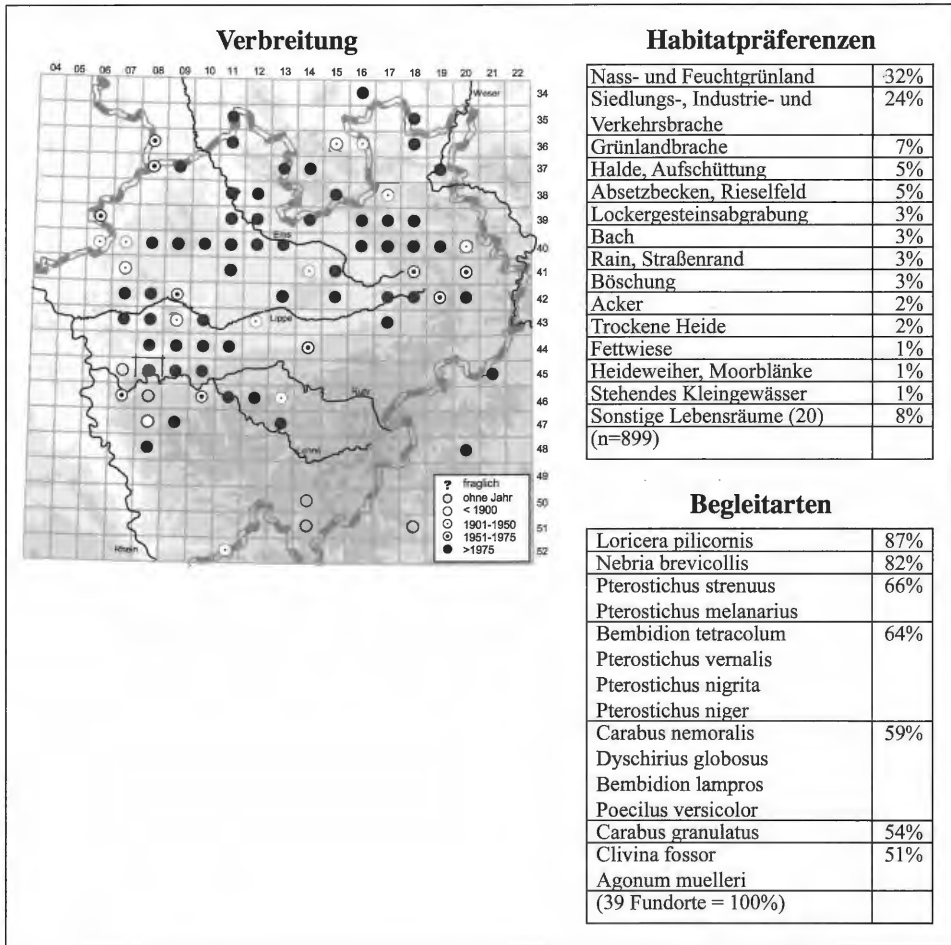 Verbreitung
04 05 06 07 08 09 10 11 12 13 14 15 16 17 18 19 20 21 22
34
35
36
37
38
39
40
41
42
43
44
45
46
47
48
49
50
51
52
Weser
Ems
Lippe
Ruhr
Lenne
Rhein
? fraglich
ohne Jahr
< 1900
1901-1950
1951-1975
>1975
Habitatpräferenzen
Nass- und Feuchtgrünland 32%
Siedlungs-, Industrie- und 24%
Verkehrsbrache
Grünlandbrache 7%
Halde, Aufschüttung 5%
Absetzbecken, Rieselfeld 5%
Lockergesteinsabgrabung 3%
Bach 3%
Rain, Straßenrand 3%
Böschung 3%
Acker 2%
Trockene Heide 2%
Fettwiese 1%
Heideweiher, Moorblänke 1%
Stehendes Kleingewässer 1%
Sonstige Lebensräume (20) 8%
(n=899)
Begleitarten
Loricera pilicornis 87%
Nebria brevicollis 82%
Pterostichus strenuus 66%
Pterostichus melanarius
Bembidion tetracolum 64%
Pterostichus vernalis
Pterostichus nigrita
Pterostichus niger
Carabus nemoralis 59%
Dyschirius globosus
Bembidion lampros
Poecilus versicolor
Carabus granulatus 54%
Clivina fossor 51%
Agonum muelleri
(39 Fundorte = 100%)